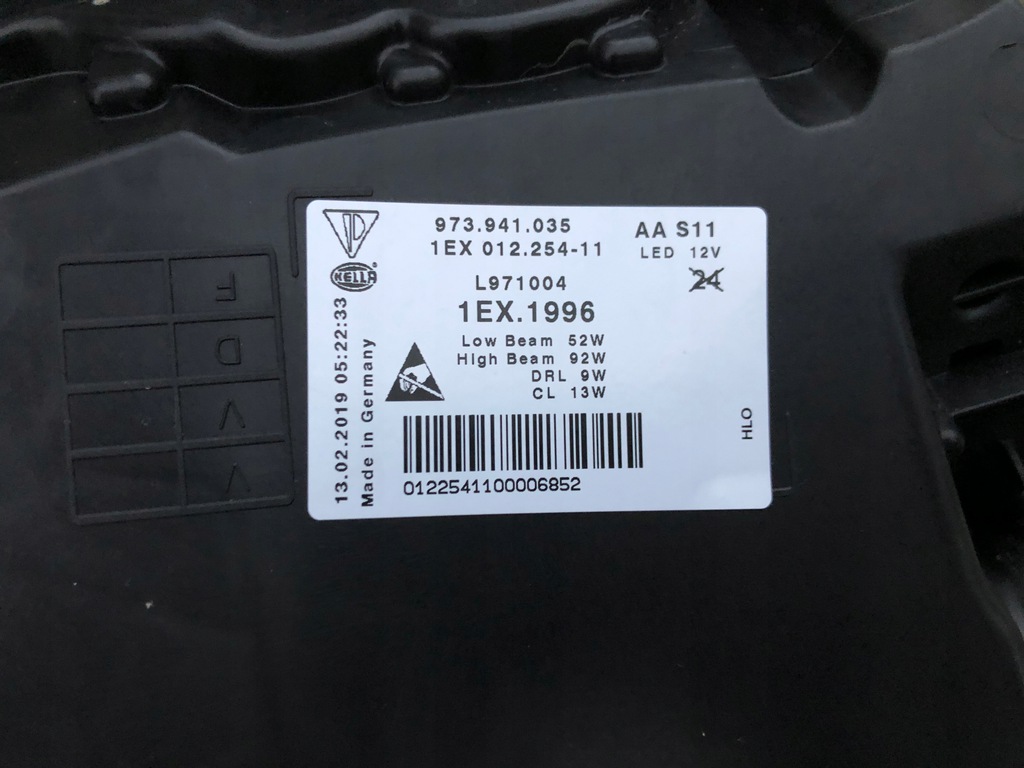 973.941.035
1EX 012.254-11
AA S11
LED 12V
24
HELLA
L971004
1EX.1996
Low Beam 52W
High Beam 92W
DRL 9W
CL 13W
13.02.2019 05:22:33
Made in Germany
HLO
0122541100006852
F
D
V
V